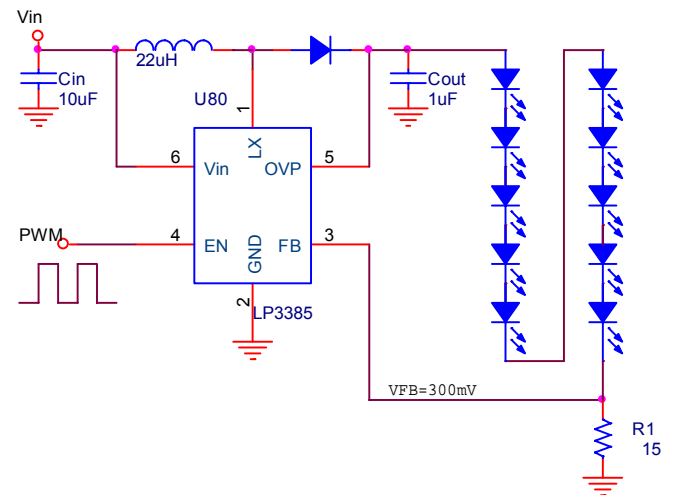 Vin
22uH
Cin
10uF
Cout
1uF
U80
1
LX
6
Vin
OVP
5
PWM
4
EN
GND
FB
3
2
LP3385
VFB=300mV
R1
15